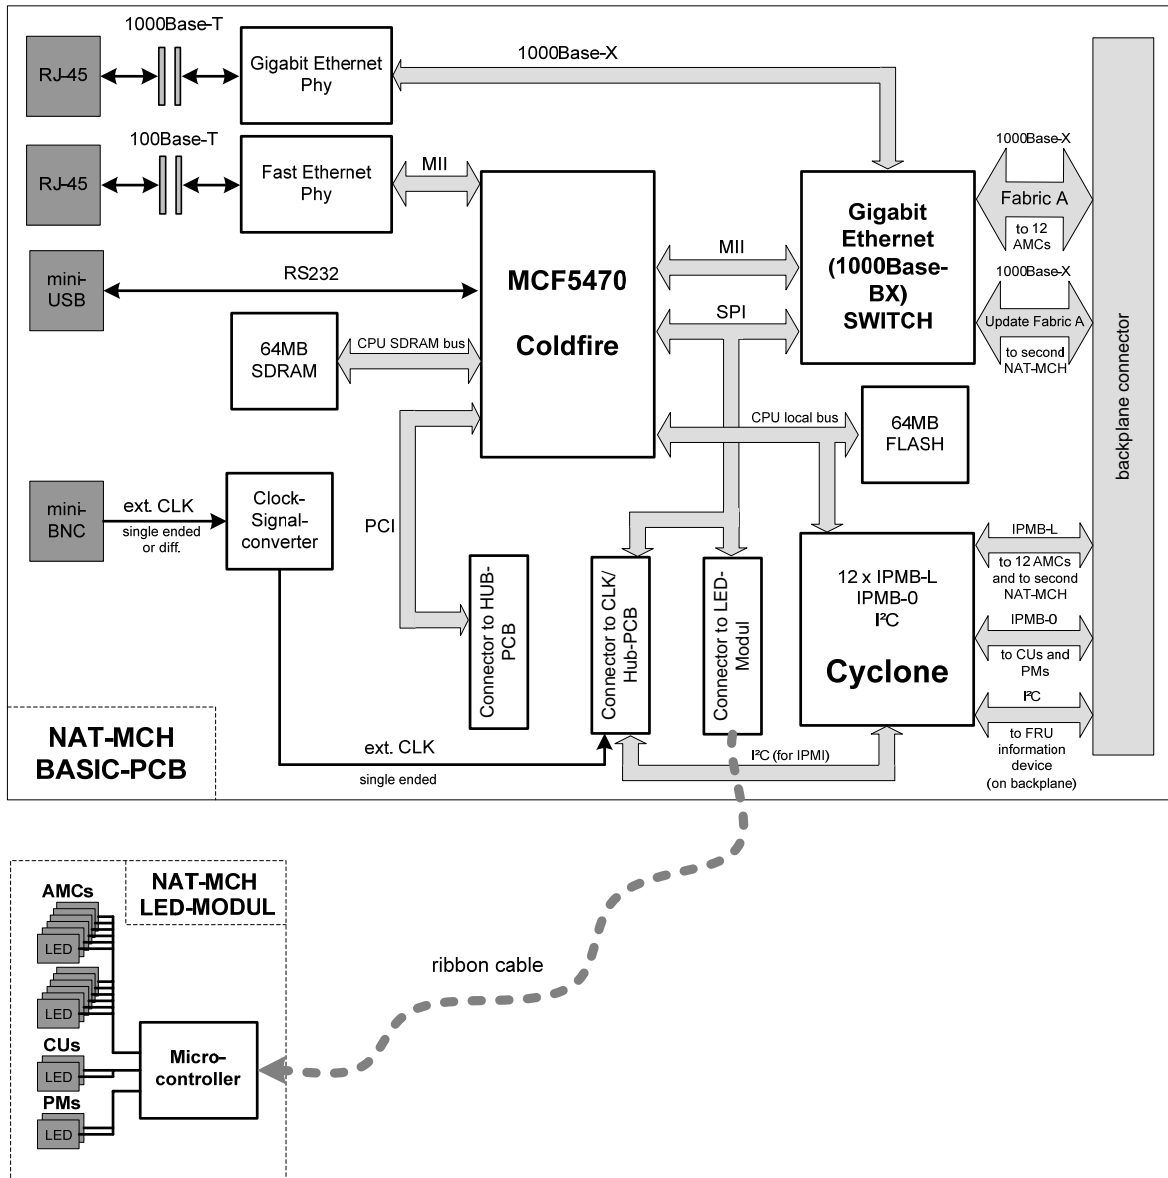 1000Base-T
RJ-45
Gigabit Ethernet
Phy
1000Base-X
100Base-T
RJ-45
Fast Ethernet
Phy
MII
mini-
USB
RS232
MCF5470
Coldfire
MII
SPI
Gigabit
Ethernet
(1000Base-
BX)
SWITCH
1000Base-X
Fabric A
to 12
AMCs
1000Base-X
Update Fabric A
to second
NAT-MCH
backplane connector
64MB
SDRAM
CPU SDRAM bus
CPU local bus
64MB
FLASH
mini-
BNC
ext. CLK
single ended
or diff.
Clock-
Signal-
converter
PCI
Connector to HUB-
PCB
Connector to CLK/
Hub-PCB
Connector to LED-
Modul
12 x IPMB-L
IPMB-0
I²C
Cyclone
IPMB-L
to 12 AMCs
and to second
NAT-MCH
IPMB-0
to CUs and
PMs
I²C
to FRU
information
device
(on backplane)
NAT-MCH
BASIC-PCB
ext. CLK
single ended
I²C (for IPMI)
NAT-MCH
LED-MODUL
AMCs
LED
LED
CUs
LED
PMs
LED
Micro-
controller
ribbon cable